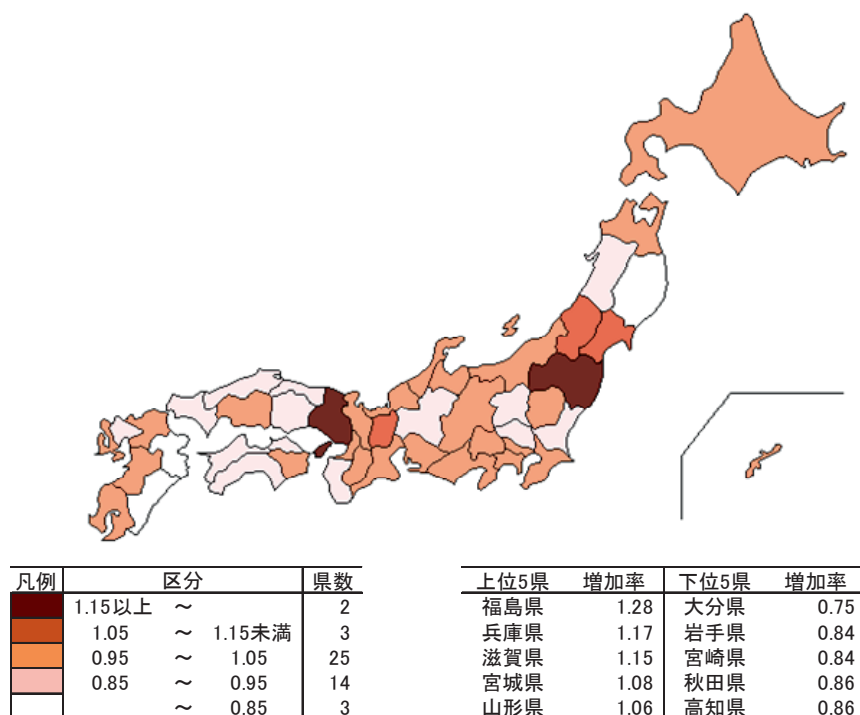 凡例 区分 県数
1.15以上 ～ 2
1.05 ～ 1.15未満 3
0.95 ～ 1.05 25
0.85 ～ 0.95 14
～ 0.85 3
上位5県 増加率 下位5県 増加率
福島県 1.28 大分県 0.75
兵庫県 1.17 岩手県 0.84
滋賀県 1.15 宮崎県 0.84
宮城県 1.08 秋田県 0.86
山形県 1.06 高知県 0.86